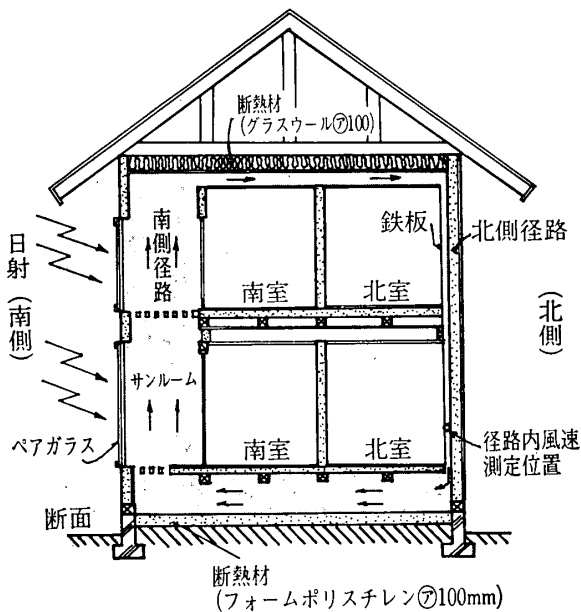 断熱材
(グラスウール㋐100)
鉄板
北側径路
南側径路
日射(南側)
(北側)
南室
北室
サンルーム
ペアガラス
南室
北室
径路内風速
測定位置
断面
断熱材
(フォームポリスチレン㋐100mm)